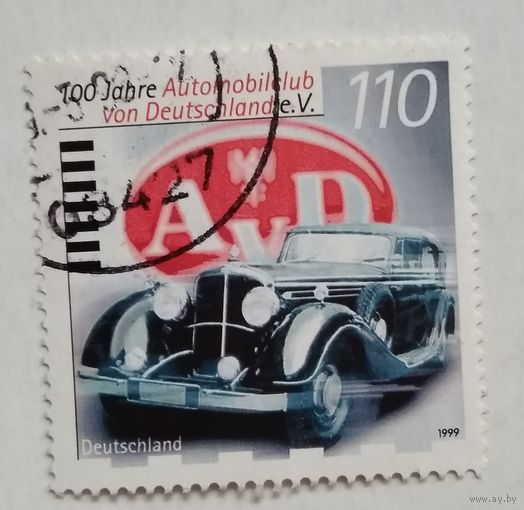 100 Jahre Automobilclub
von Deutschland e.V.
110
AvD
Deutschland
1999
www.ay.by